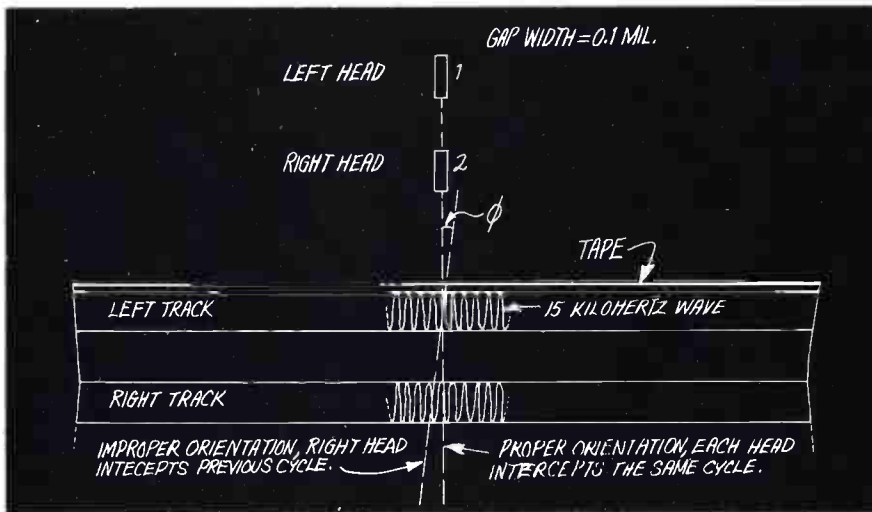 GAP WIDTH=0.1 MIL.
LEFT HEAD
1
RIGHT HEAD
2
φ
TAPE
LEFT TRACK
15 KILOHERTZ WAVE
RIGHT TRACK
IMPROPER ORIENTATION, RIGHT HEAD
INTECEPTS PREVIOUS CYCLE.
PROPER ORIENTATION, EACH HEAD
INTERCEPTS THE SAME CYCLE.